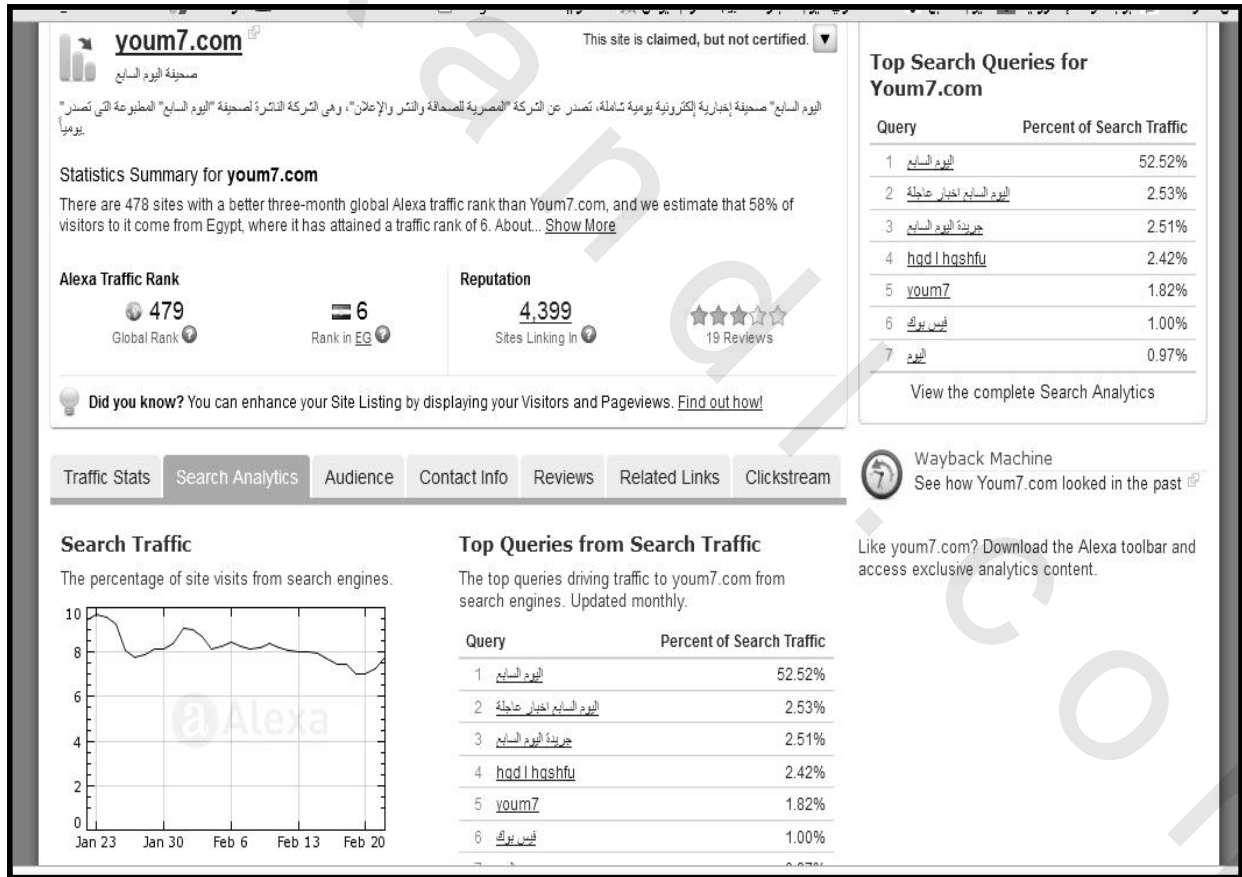 youm7.com
This site is claimed, but not certified.
صحيفة اليوم السابع
"اليوم السابع" صحيفة إخبارية إلكترونية يومية شاملة، تصدر عن الشركة "المصرية للصحافة والنشر والإعلان"، وهى الشركة الناشرة لصحيفة "اليوم السابع" المطبوعة التى تصدر
يومياً.
Statistics Summary for youm7.com
There are 478 sites with a better three-month global Alexa traffic rank than Youm7.com, and we estimate that 58% of
visitors to it come from Egypt, where it has attained a traffic rank of 6. About... Show More
Alexa Traffic Rank
Reputation
479
6
4,399
Global Rank
Rank in EG
Sites Linking In
19 Reviews
Did you know? You can enhance your Site Listing by displaying your Visitors and Pageviews. Find out how!
Top Search Queries for
Youm7.com
Query Percent of Search Traffic
1 اليوم السابع 52.52%
2 اليوم السابع اخبار عاجلة 2.53%
3 جريدة اليوم السابع 2.51%
4 hgd l hgshfu 2.42%
5 youm7 1.82%
6 فيس بوك 1.00%
7 اليوم 0.97%
View the complete Search Analytics
Traffic Stats Search Analytics Audience Contact Info Reviews Related Links Clickstream
Wayback Machine
See how Youm7.com looked in the past
Like youm7.com? Download the Alexa toolbar and
access exclusive analytics content.
Search Traffic
The percentage of site visits from search engines.
10
8
6
4
2
0
Jan 23 Jan 30 Feb 6 Feb 13 Feb 20
Alexa
Top Queries from Search Traffic
The top queries driving traffic to youm7.com from
search engines. Updated monthly.
Query Percent of Search Traffic
1 اليوم السابع 52.52%
2 اليوم السابع اخبار عاجلة 2.53%
3 جريدة اليوم السابع 2.51%
4 hgd l hgshfu 2.42%
5 youm7 1.82%
6 فيس بوك 1.00%